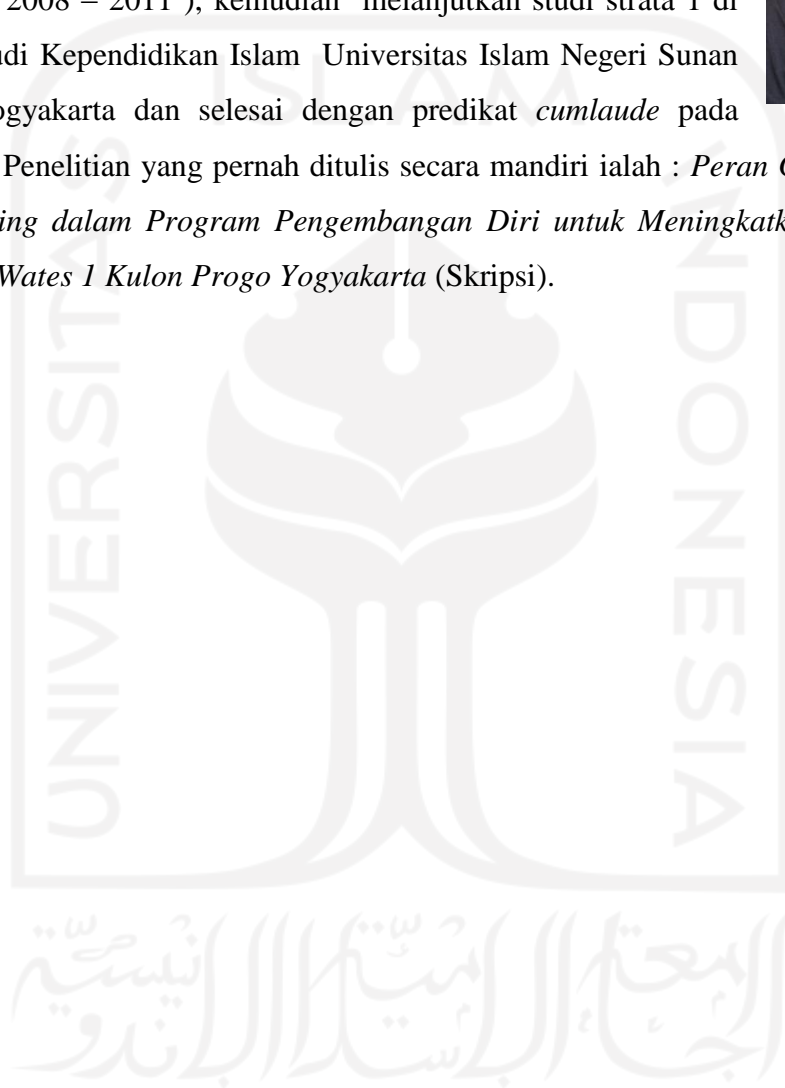 2008 – 2011 ), kemudian melanjutkan studi strata 1 di
udi Kependidikan Islam Universitas Islam Negeri Sunan
ogyakarta dan selesai dengan predikat cumlaude pada
Penelitian yang pernah ditulis secara mandiri ialah : Peran
ing dalam Program Pengembangan Diri untuk Meningkatk
Wates 1 Kulon Progo Yogyakarta (Skripsi).
ISLAM
UNIVERSITAS
INDONESIA